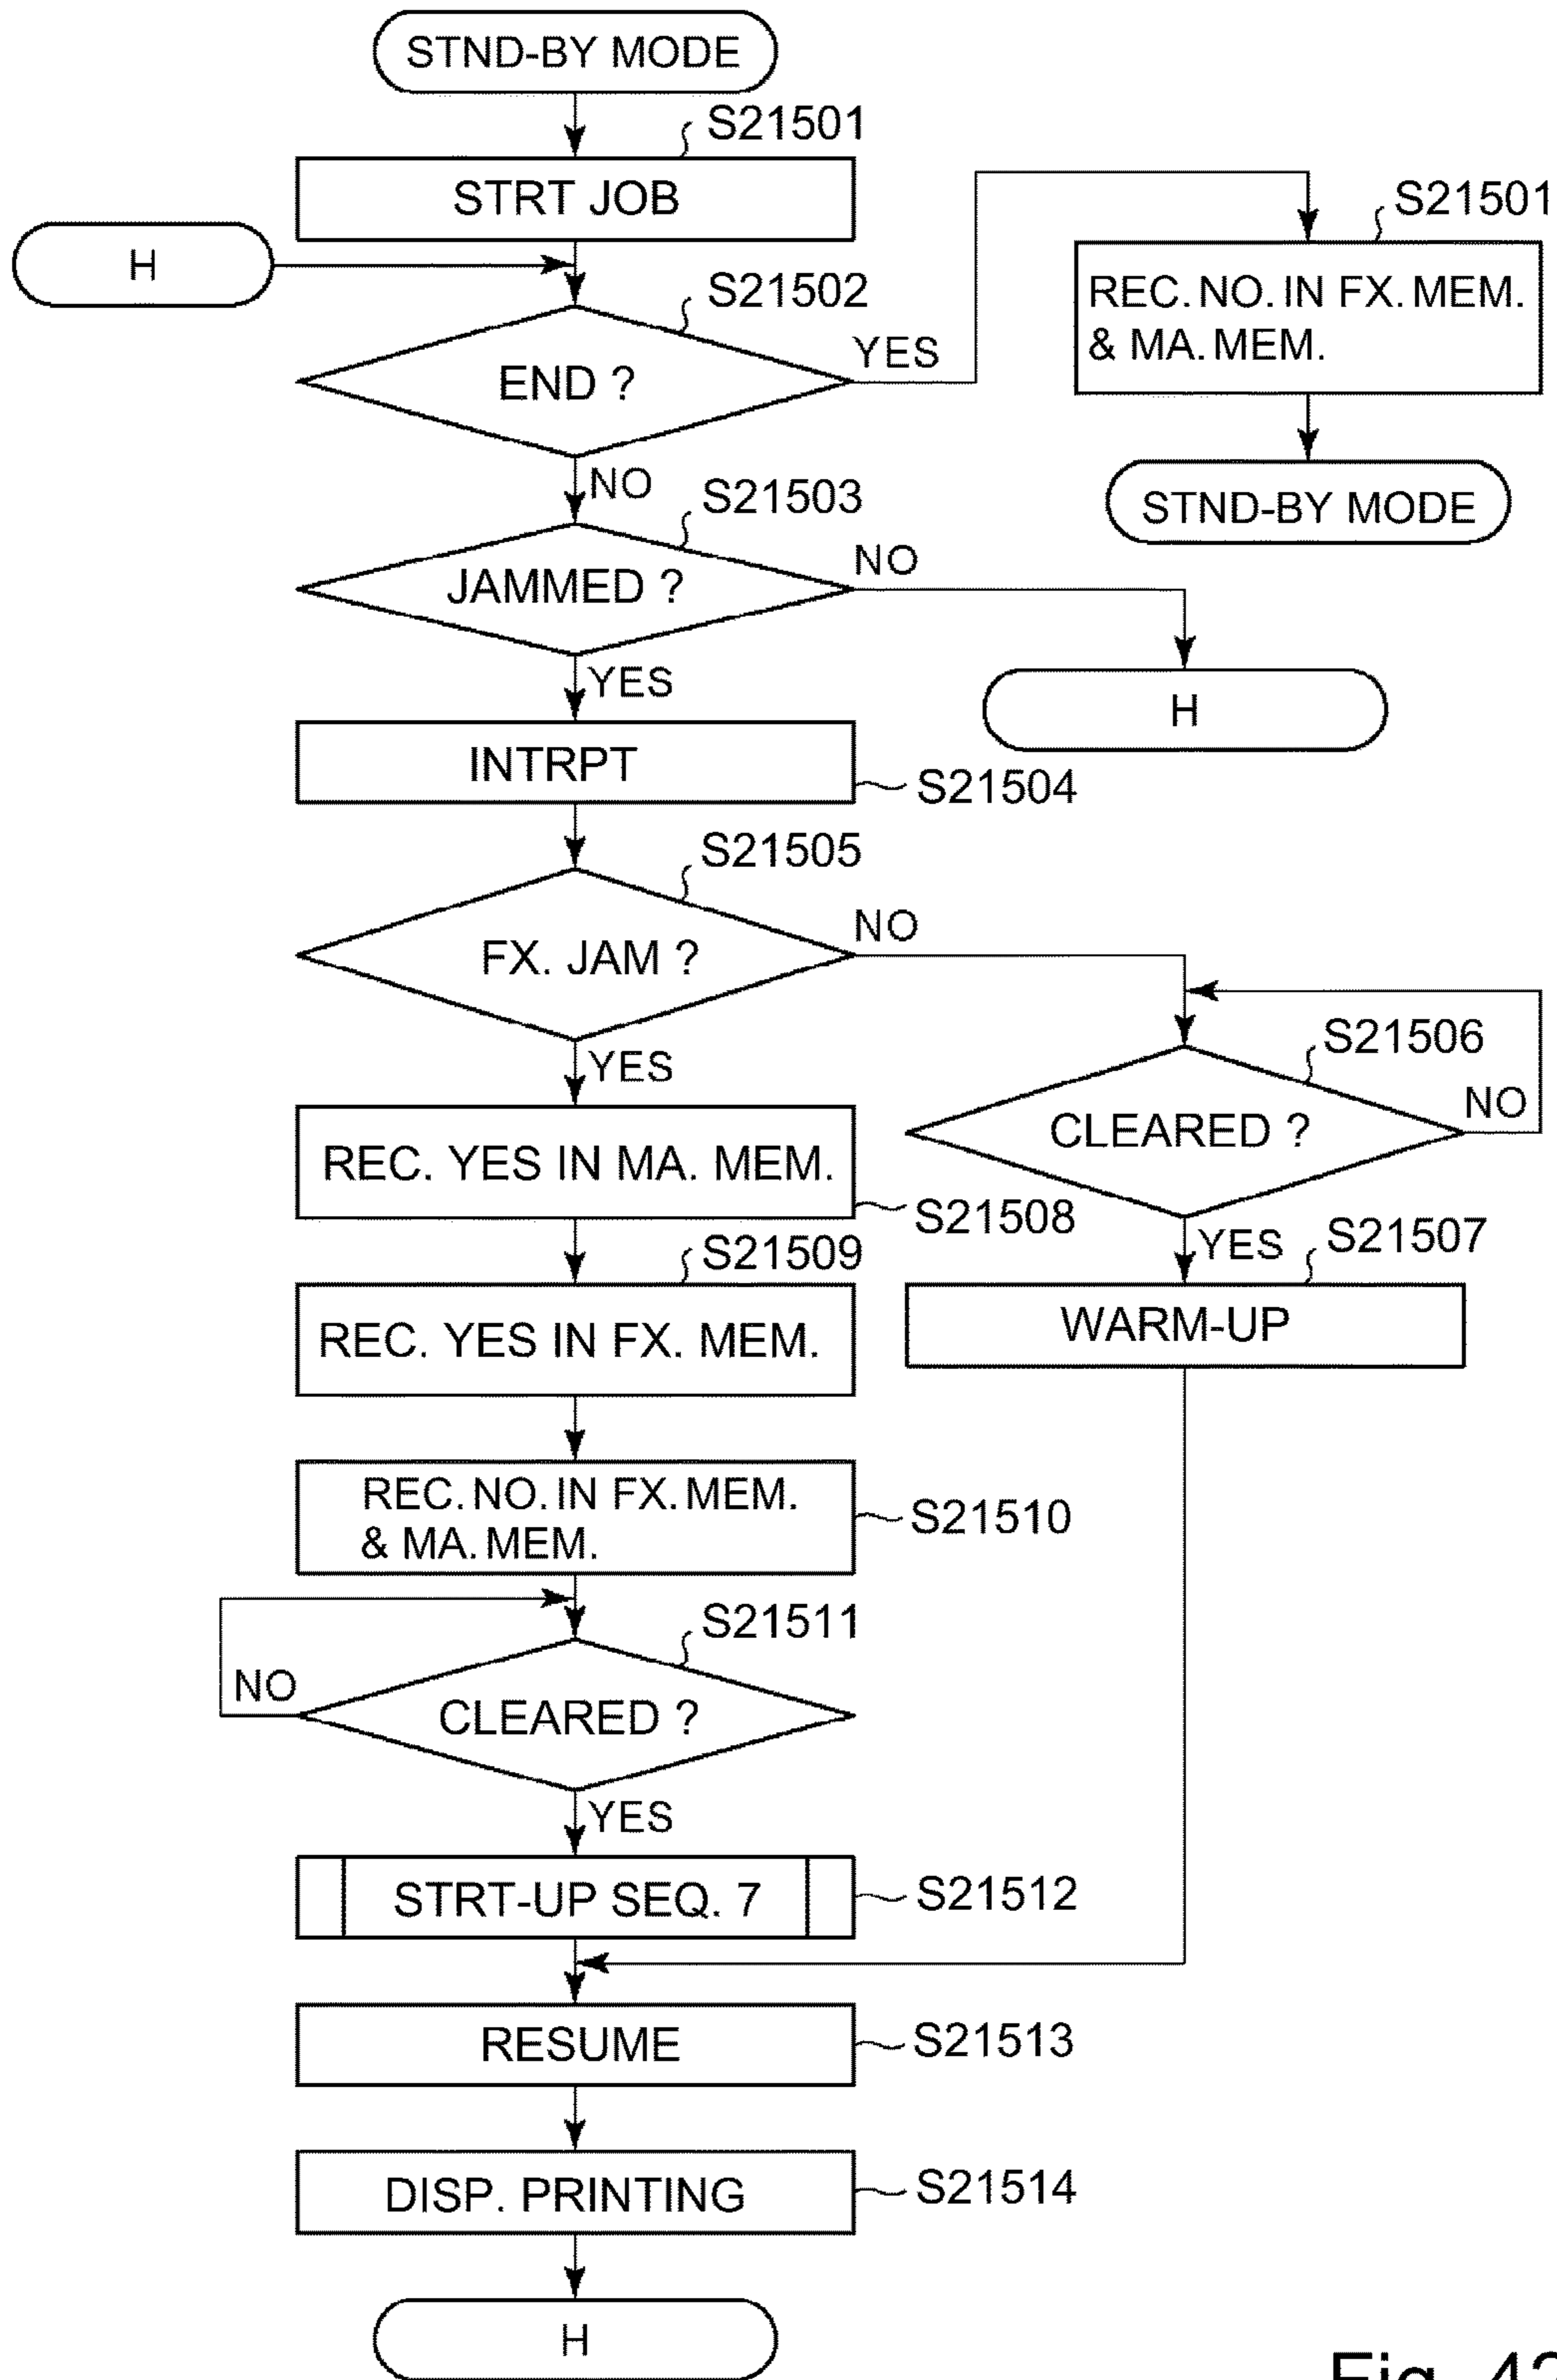 STND-BY MODE
S21501
STRT JOB
S21501
H
REC. NO. IN FX. MEM.
& MA. MEM.
S21502
END ?
YES
NO
STND-BY MODE
S21503
JAMMED ?
NO
YES
H
INTRPT
S21504
S21505
FX. JAM ?
NO
YES
S21506
CLEARED ?
NO
REC. YES IN MA. MEM.
S21508
YES
S21507
S21509
WARM-UP
REC. YES IN FX. MEM.
REC. NO. IN FX. MEM.
& MA. MEM.
S21510
S21511
NO
CLEARED ?
YES
STRT-UP SEQ. 7
S21512
RESUME
S21513
DISP. PRINTING
S21514
H